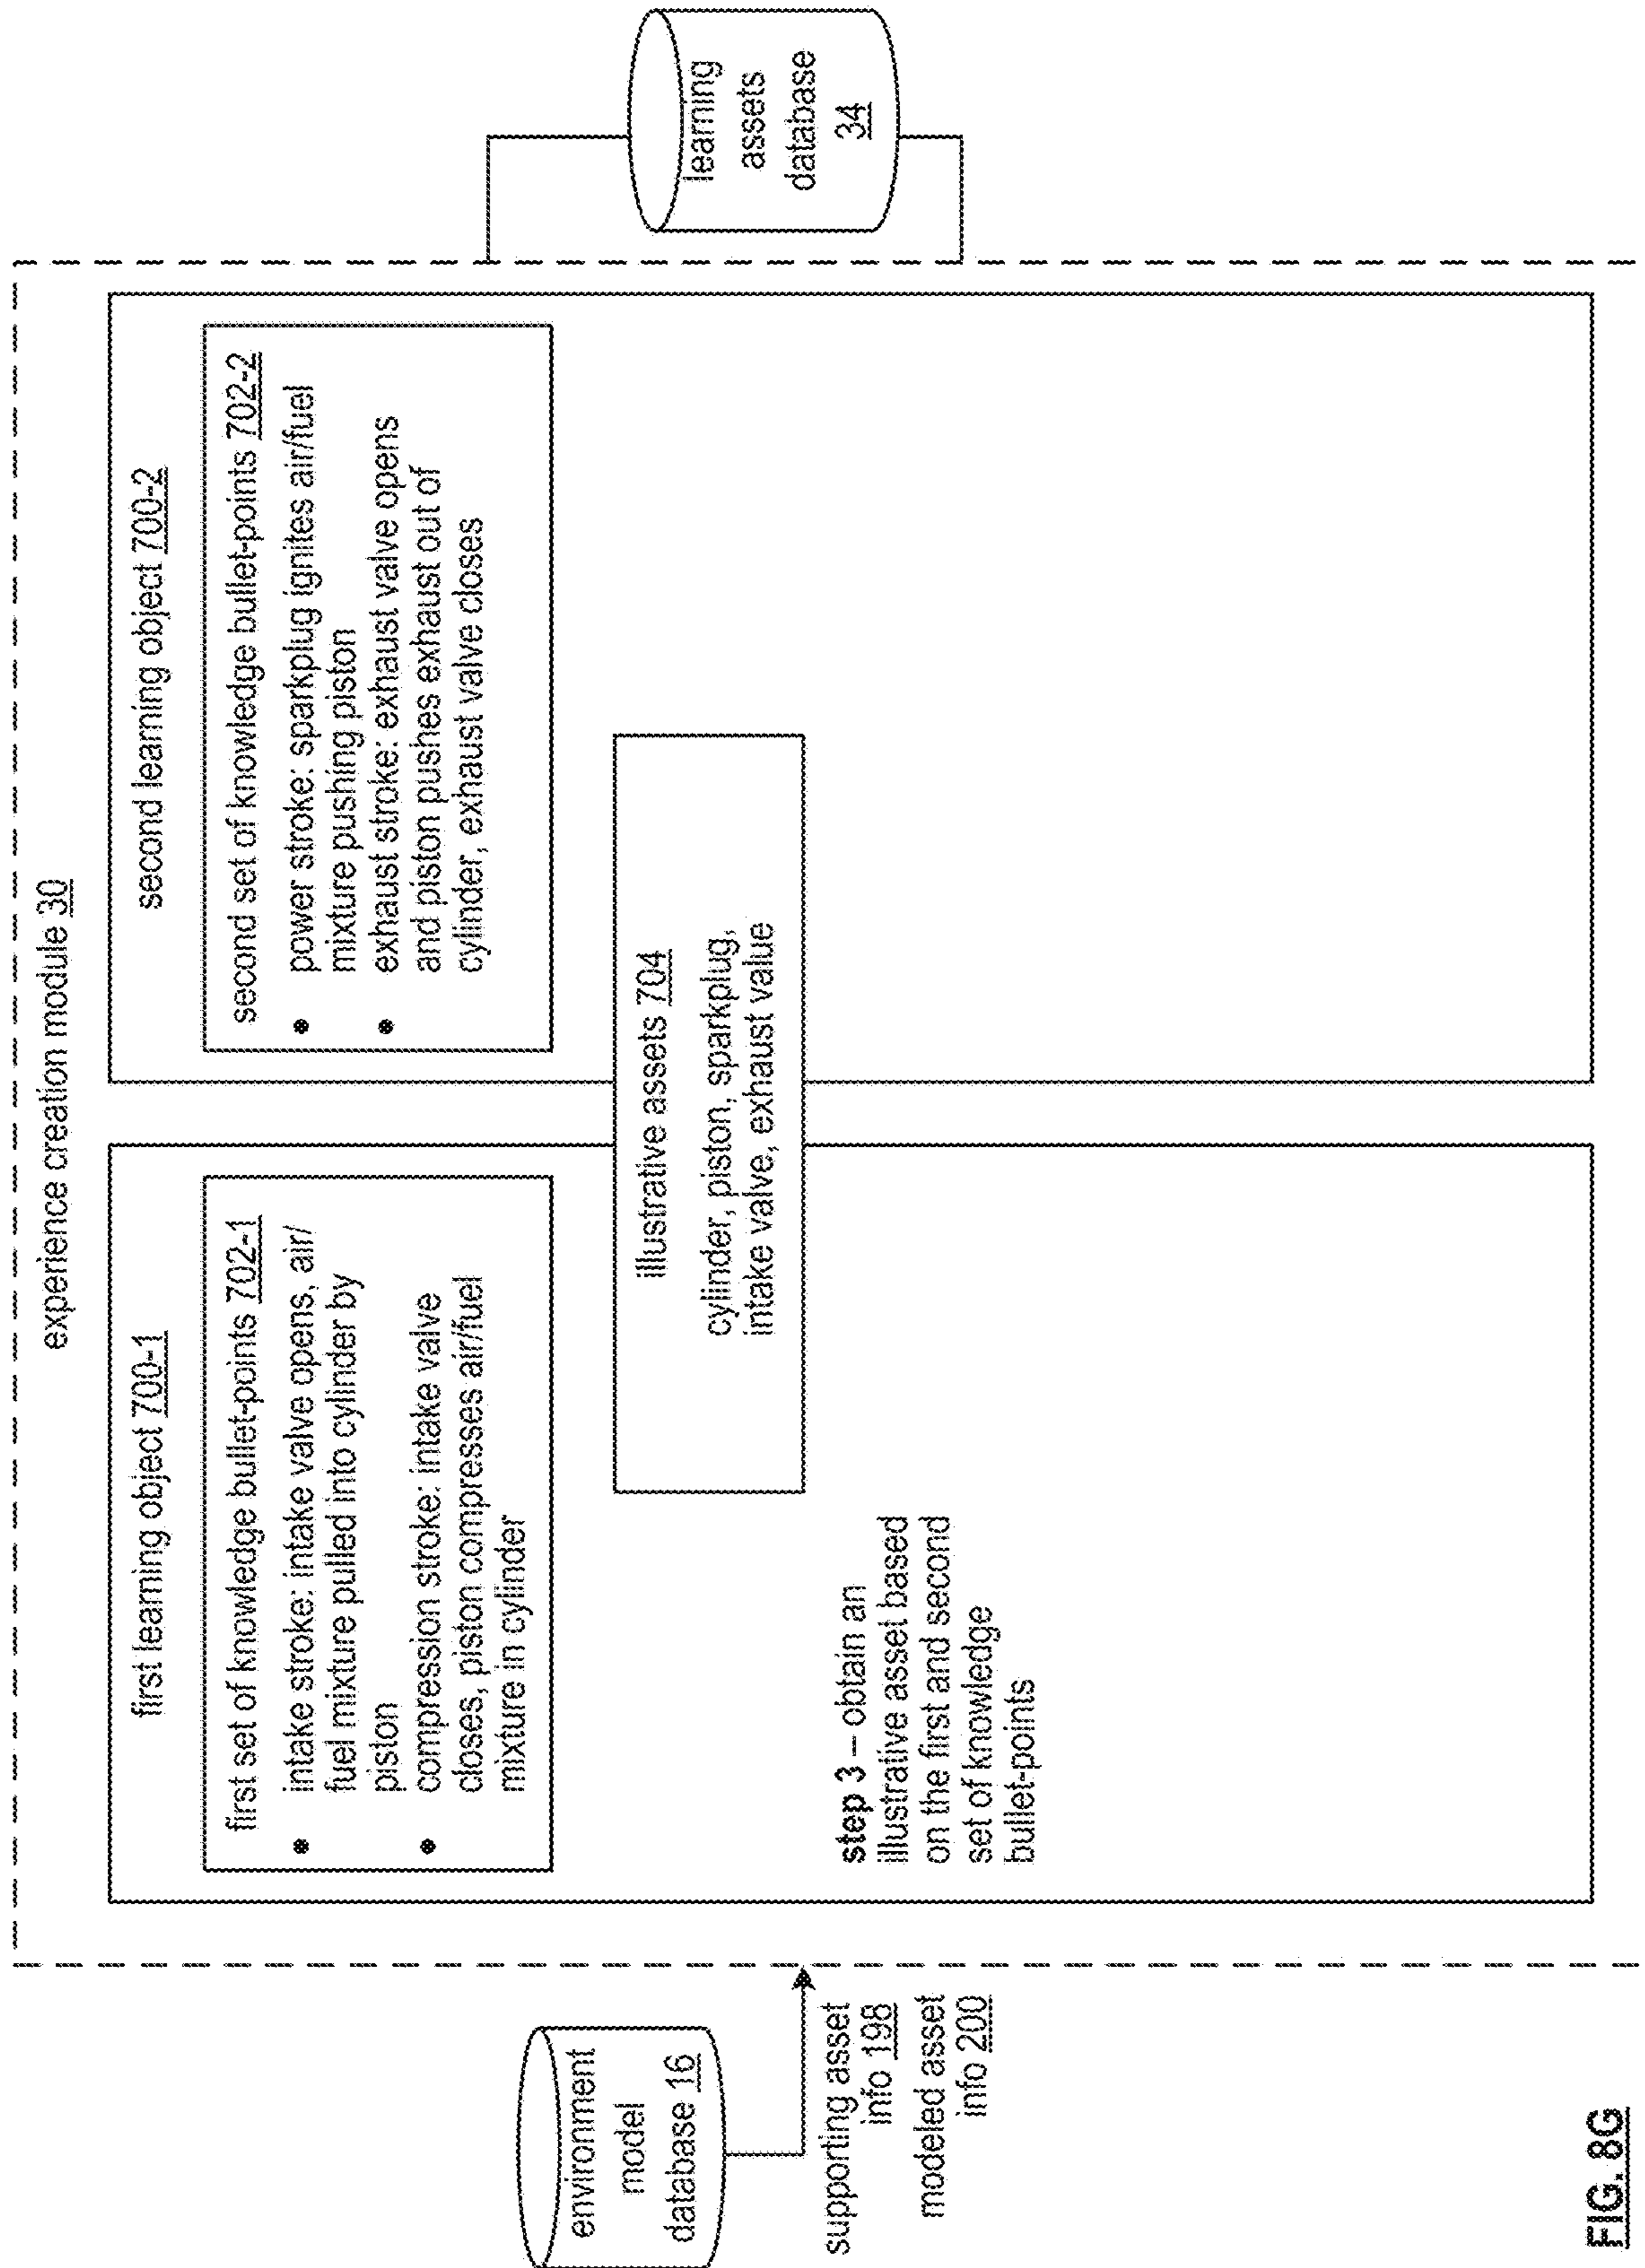 experience creation module 30
first learning object 700-1
first set of knowledge bullet-points 702-1
• intake stroke: intake valve opens, air/
fuel mixture pulled into cylinder by
piston
• compression stroke: intake valve
closes, piston compresses air/fuel
mixture in cylinder
second learning object 700-2
second set of knowledge bullet-points 702-2
• power stroke: sparkplug ignites air/fuel
mixture pushing piston
• exhaust stroke: exhaust valve opens
and piston pushes exhaust out of
cylinder, exhaust valve closes
illustrative assets 704
cylinder, piston, sparkplug,
intake valve, exhaust value
step 3 – obtain an
illustrative asset based
on the first and second
set of knowledge
bullet-points
environment
model
database 16
supporting asset
info 198
modeled asset
info 200
learning
assets
database
34
FIG. 8G